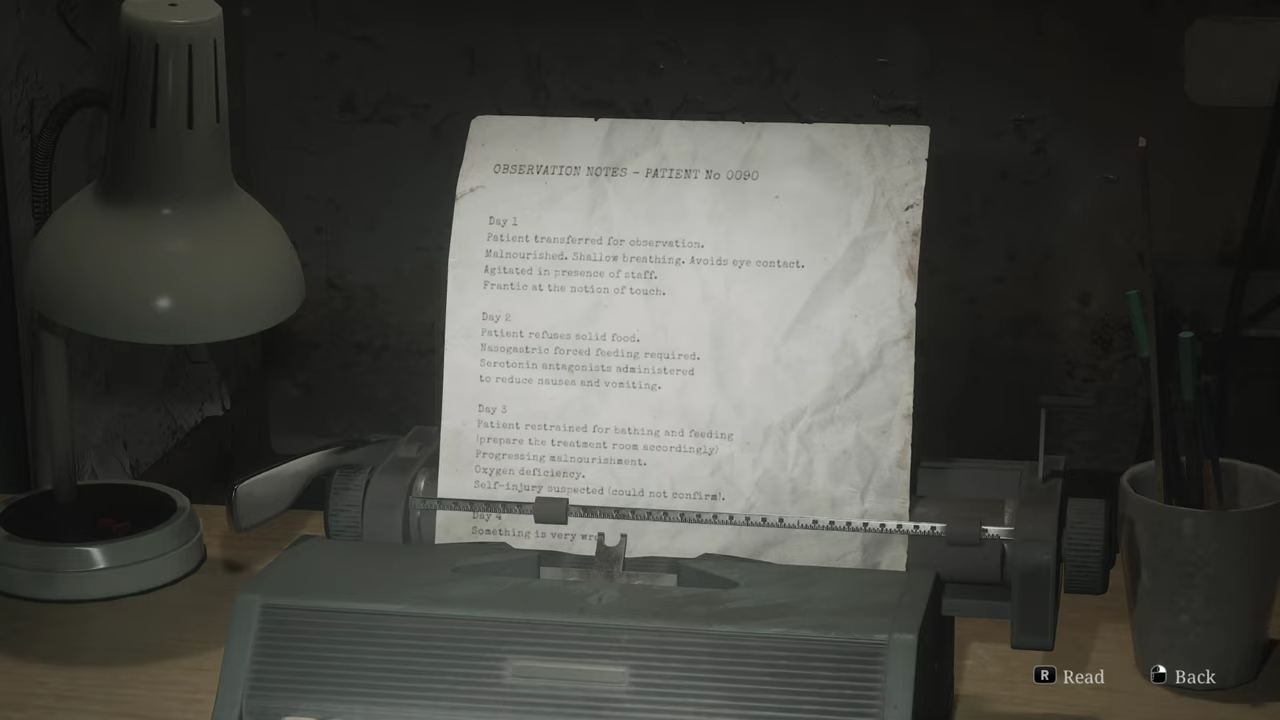 OBSERVATION NOTES - PATIENT No 0090
Day 1
Patient transferred for observation.
Malnourished. Shallow breathing. Avoids eye contact.
Agitated in presence of staff.
Frantic at the notion of touch.
Day 2
Patient refuses solid food.
Nasogastric forced feeding required.
Serotonin antagonists administered
to reduce nausea and vomiting.
Day 3
Patient restrained for bathing and feeding
(prepare the treatment room accordingly)
Progressing malnourishment.
Oxygen deficiency.
Self-injury suspected (could not confirm).
Day 4
Something is very wro
R Read
Back